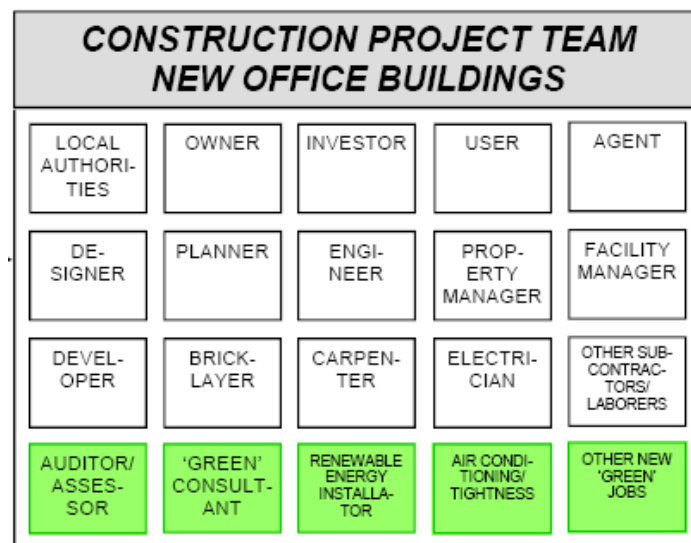 CONSTRUCTION PROJECT TEAM
NEW OFFICE BUILDINGS
LOCAL
AUTHORI-
TIES
OWNER
INVESTOR
USER
AGENT
DE-
SIGNER
PLANNER
ENGI-
NEER
PROP-
ERTY
MANAGER
FACILITY
MANAGER
DEVEL-
OPER
BRICK-
LAYER
CARPEN-
TER
ELECTRI-
CIAN
OTHER SUB-
CONTRAC-
TORS/
LABORERS
AUDITOR/
ASSES-
SOR
'GREEN'
CONSULT-
ANT
RENEWABLE
ENERGY
INSTALLA-
TOR
AIR CONDI-
TIONING/
TIGHTNESS
OTHER NEW
'GREEN'
JOBS